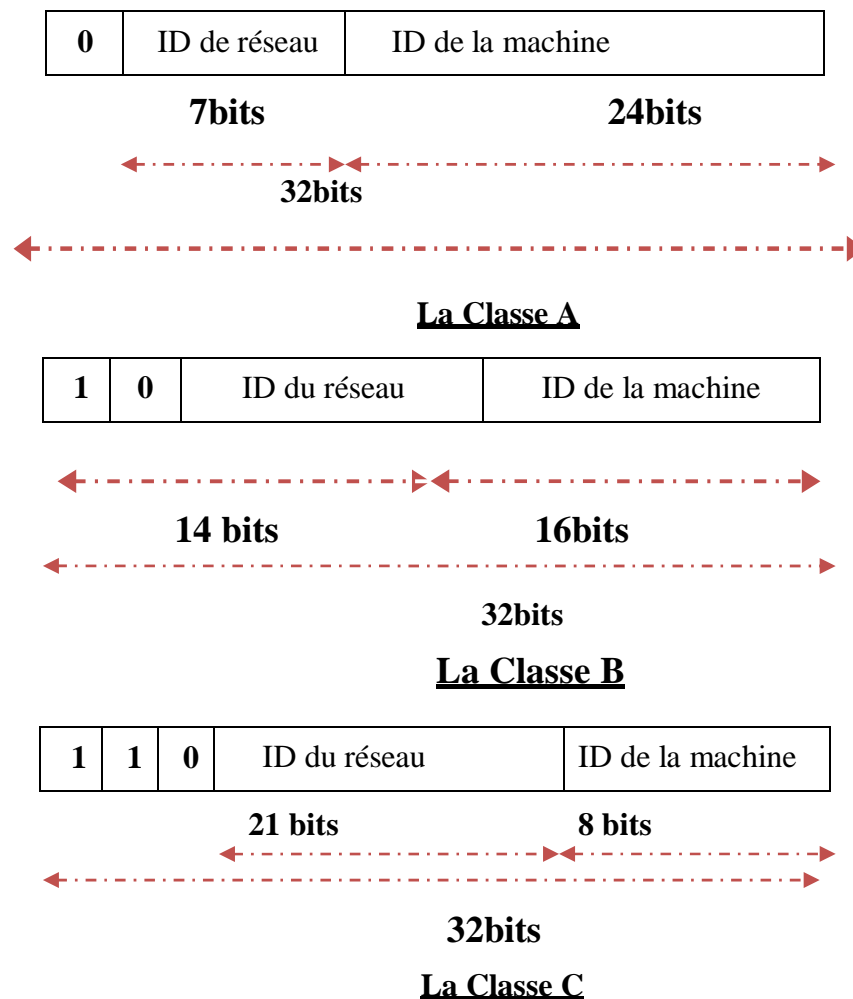 0 ID de réseau ID de la machine
7bits 24bits
32bits
La Classe A
1 0 ID du réseau ID de la machine
14 bits 16bits
32bits
La Classe B
1 1 0 ID du réseau ID de la machine
21 bits 8 bits
32bits
La Classe C